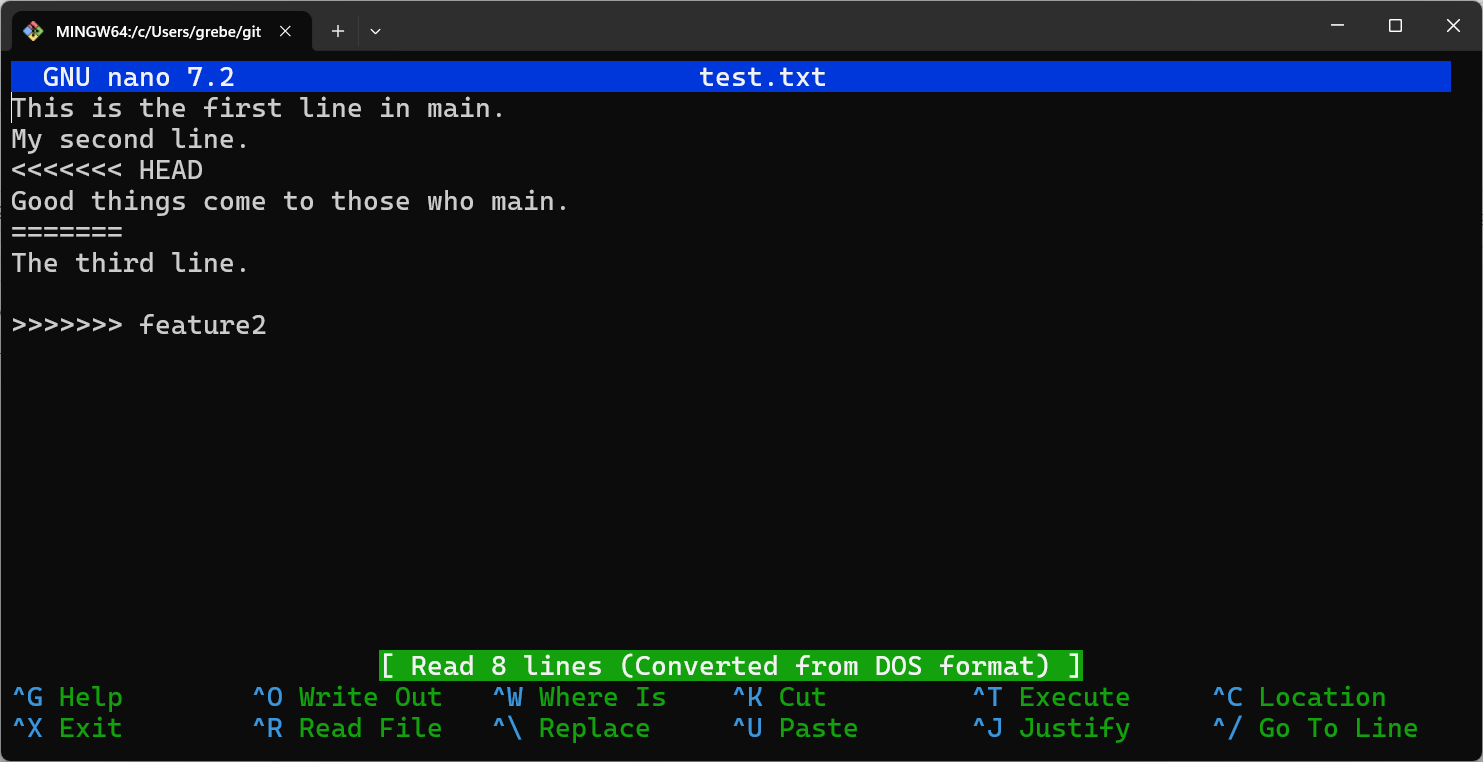 MINGW64:/c/Users/grebe/git
GNU nano 7.2 test.txt
This is the first line in main.
My second line.
<<<<<<< HEAD
Good things come to those who main.
=======
The third line.

>>>>>>> feature2
[ Read 8 lines (Converted from DOS format) ]
^G Help ^O Write Out ^W Where Is ^K Cut ^T Execute ^C Location
^X Exit ^R Read File ^\ Replace ^U Paste ^J Justify ^/ Go To Line